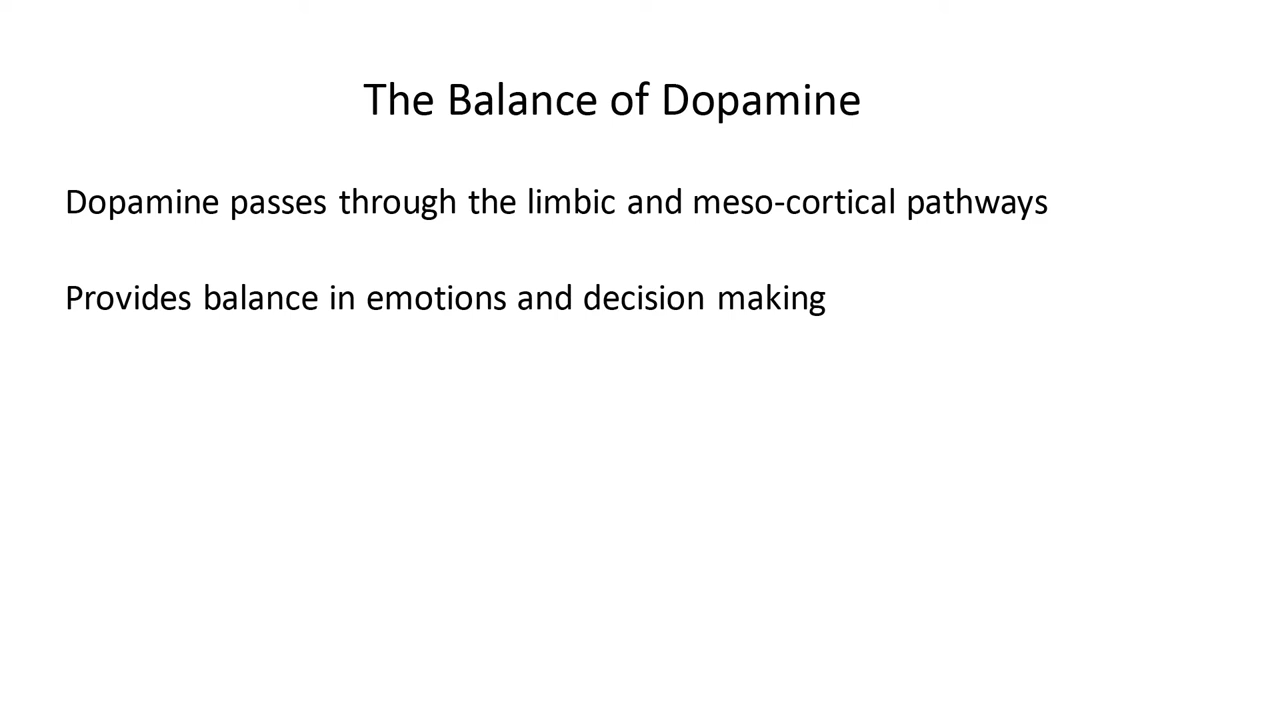 The Balance of Dopamine
Dopamine passes through the limbic and meso-cortical pathways
Provides balance in emotions and decision making